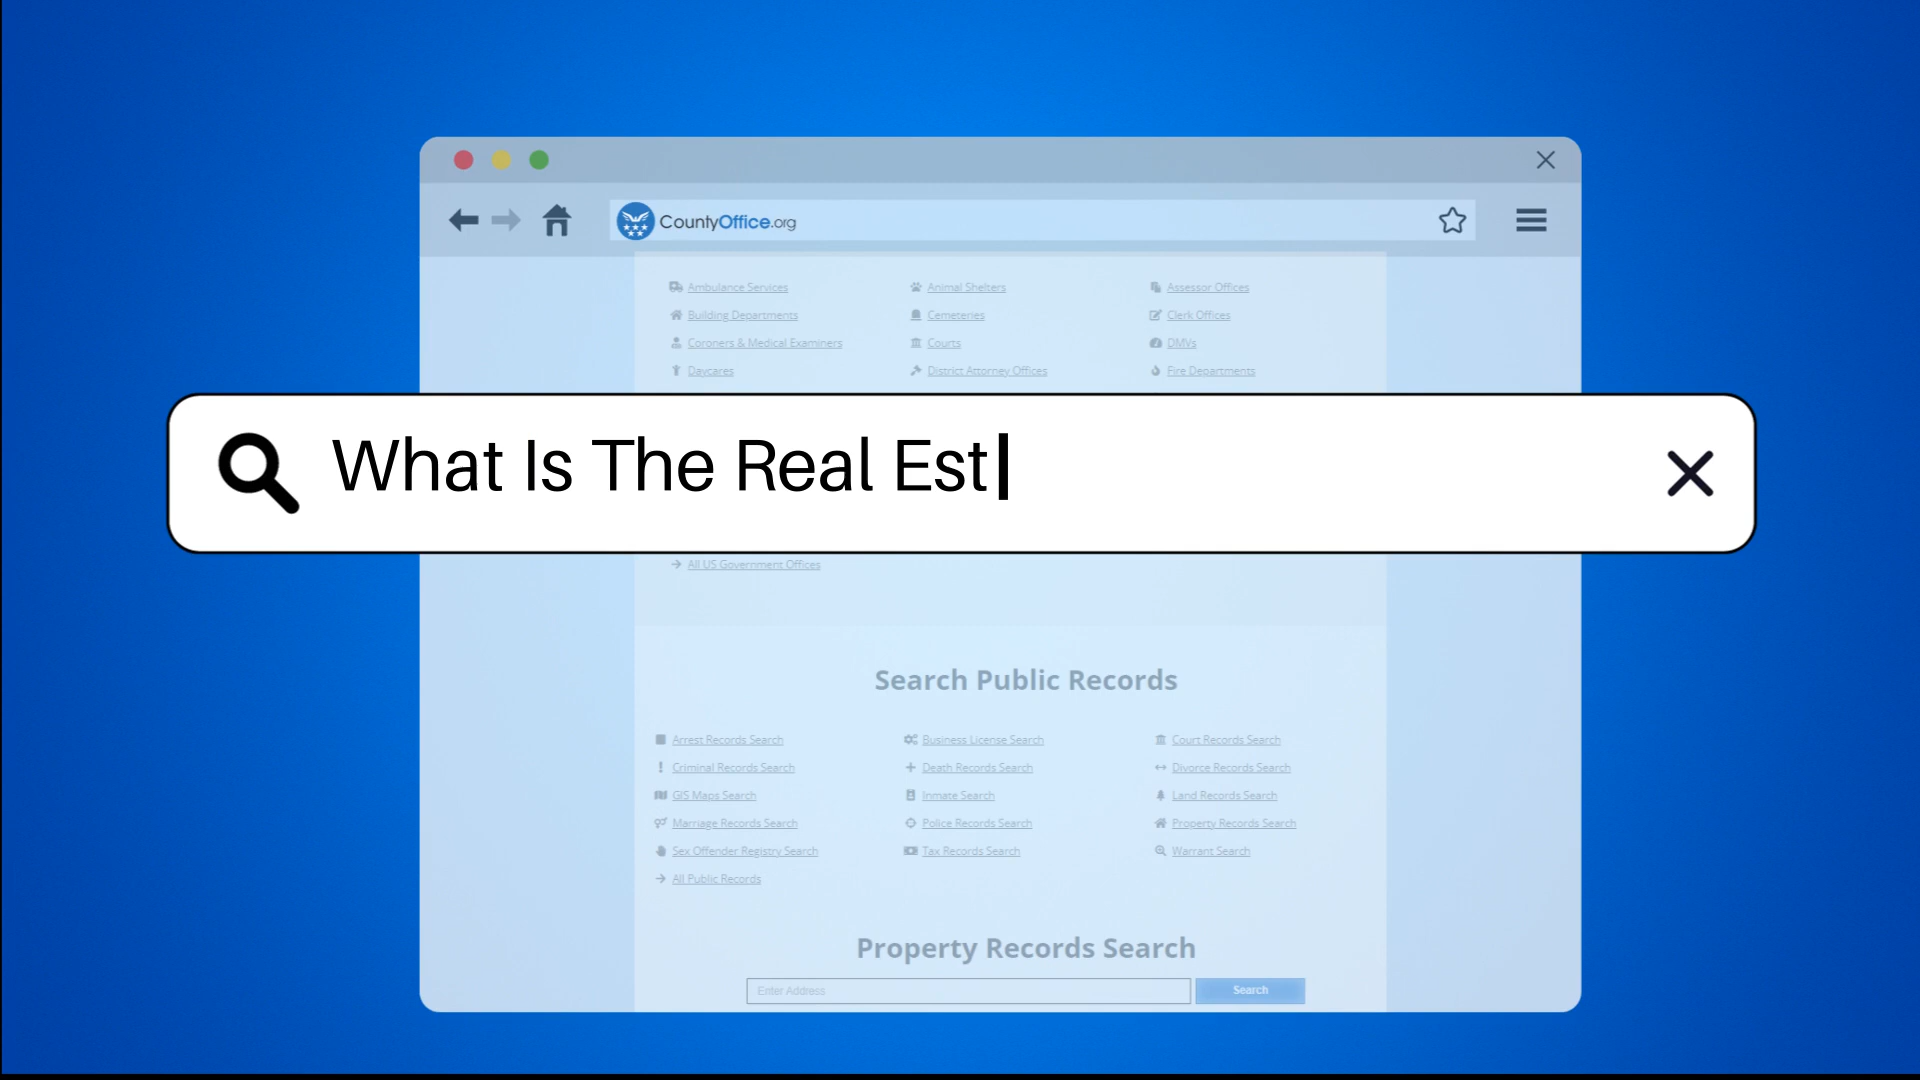 CountyOffice.org
Ambulance Services Animal Shelters Assessor Offices
Building Departments Cemeteries Clerk Offices
Coroners & Medical Examiners Courts DMVs
Daycares District Attorney Offices Fire Departments
What Is The Real Est
All US Government Offices
Search Public Records
Arrest Records Search Business License Search Court Records Search
Criminal Records Search Death Records Search Divorce Records Search
GIS Maps Search Inmate Search Land Records Search
Marriage Records Search Police Records Search Property Records Search
Sex Offender Registry Search Tax Records Search Warrant Search
All Public Records
Property Records Search
Enter Address Search